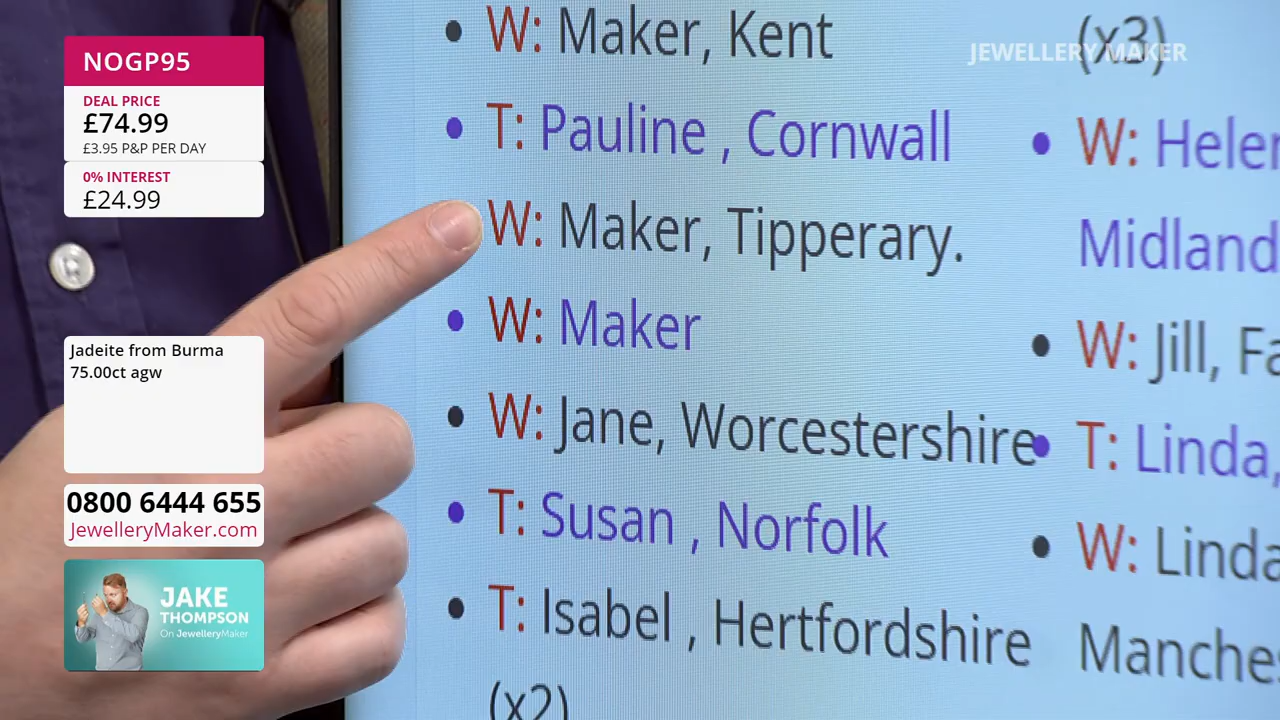 NOGP95
DEAL PRICE
£74.99
£3.95 P&P PER DAY
0% INTEREST
£24.99
Jadeite from Burma
75.00ct agw
0800 6444 655
JewelleryMaker.com
JAKE
THOMPSON
On JewelleryMaker
W: Maker, Kent
T: Pauline , Cornwall
W: Maker, Tipperary.
W: Maker
W: Jane, Worcestershire
T: Susan , Norfolk
T: Isabel , Hertfordshire
(x2)
JEWELLERY MAKER
(x3)
W:
Midland
W: Jill,
T: Linda,
W: Linda